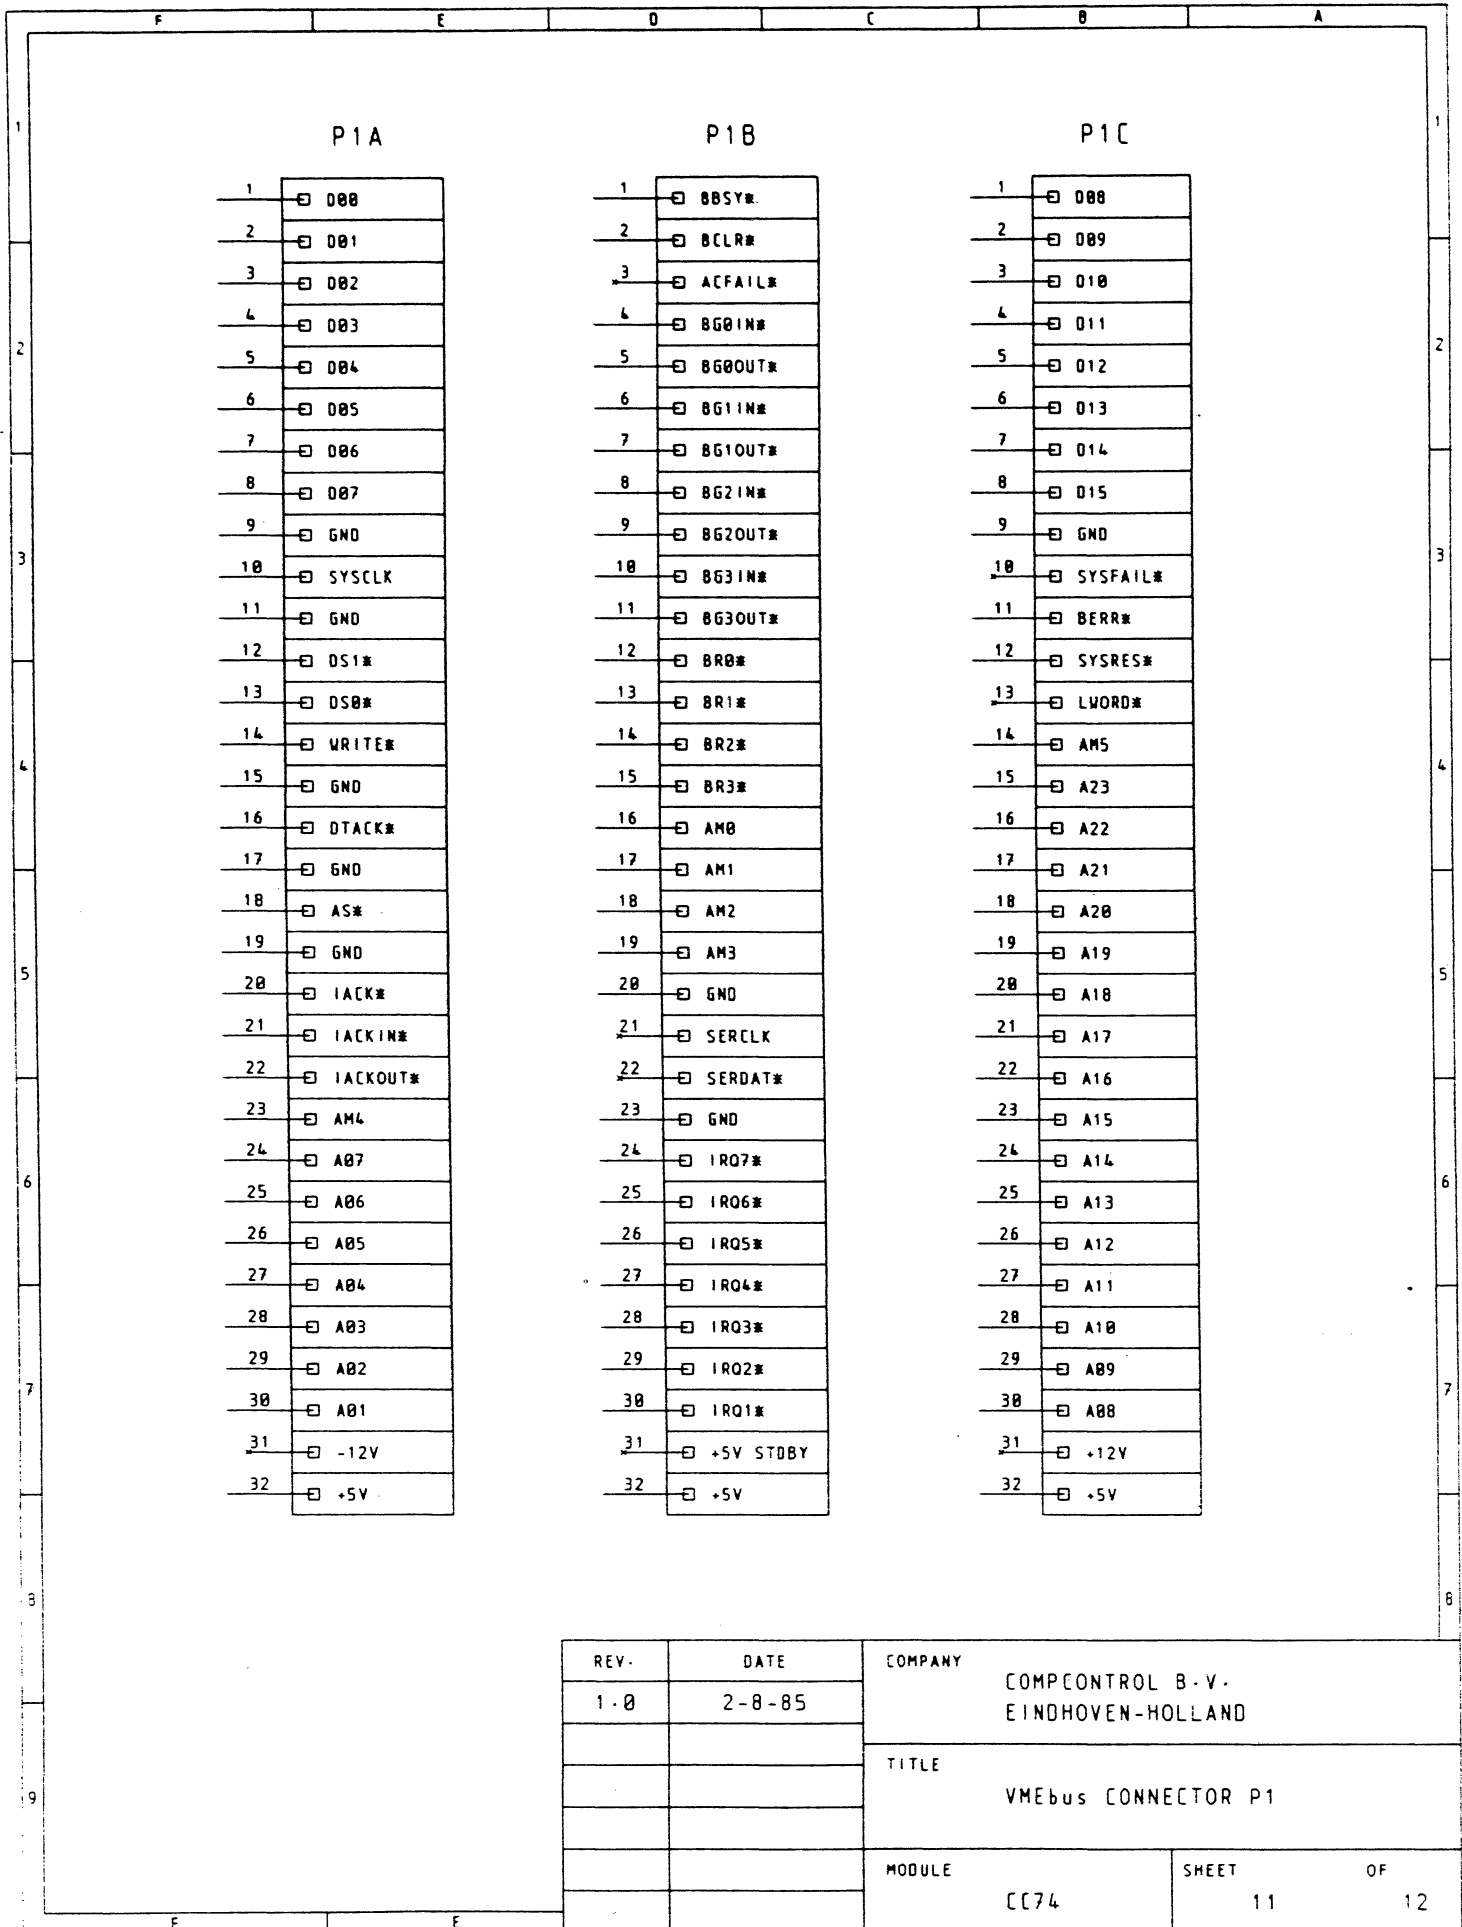 F E D C B A
P1A P1B P1C
1 D00 1 BBSY* 1 D08
2 D01 2 BCLR* 2 D09
3 D02 3 ACFAIL* 3 D10
4 D03 4 BG0IN* 4 D11
5 D04 5 BG0OUT* 5 D12
6 D05 6 BG1IN* 6 D13
7 D06 7 BG1OUT* 7 D14
8 D07 8 BG2IN* 8 D15
9 GND 9 BG2OUT* 9 GND
10 SYSCLK 10 BG3IN* 10 SYSFAIL*
11 GND 11 BG3OUT* 11 BERR*
12 DS1* 12 BR0* 12 SYSRES*
13 DS0* 13 BR1* 13 LWORD*
14 WRITE* 14 BR2* 14 AM5
15 GND 15 BR3* 15 A23
16 DTACK* 16 AM0 16 A22
17 GND 17 AM1 17 A21
18 AS* 18 AM2 18 A20
19 GND 19 AM3 19 A19
20 IACK* 20 GND 20 A18
21 IACKIN* 21 SERCLK 21 A17
22 IACKOUT* 22 SERDAT* 22 A16
23 AM4 23 GND 23 A15
24 A07 24 IRQ7* 24 A14
25 A06 25 IRQ6* 25 A13
26 A05 26 IRQ5* 26 A12
27 A04 27 IRQ4* 27 A11
28 A03 28 IRQ3* 28 A10
29 A02 29 IRQ2* 29 A09
30 A01 30 IRQ1* 30 A08
31 -12V 31 +5V STDBY 31 +12V
32 +5V 32 +5V 32 +5V
1 1
2 2
3 3
4 4
5 5
6 6
7 7
8 8
9
REV. DATE COMPANY
1.0 2-8-85
COMPCONTROL B.V.
EINDHOVEN-HOLLAND
TITLE
VMEbus CONNECTOR P1
MODULE SHEET OF
CC74 11 12
F E